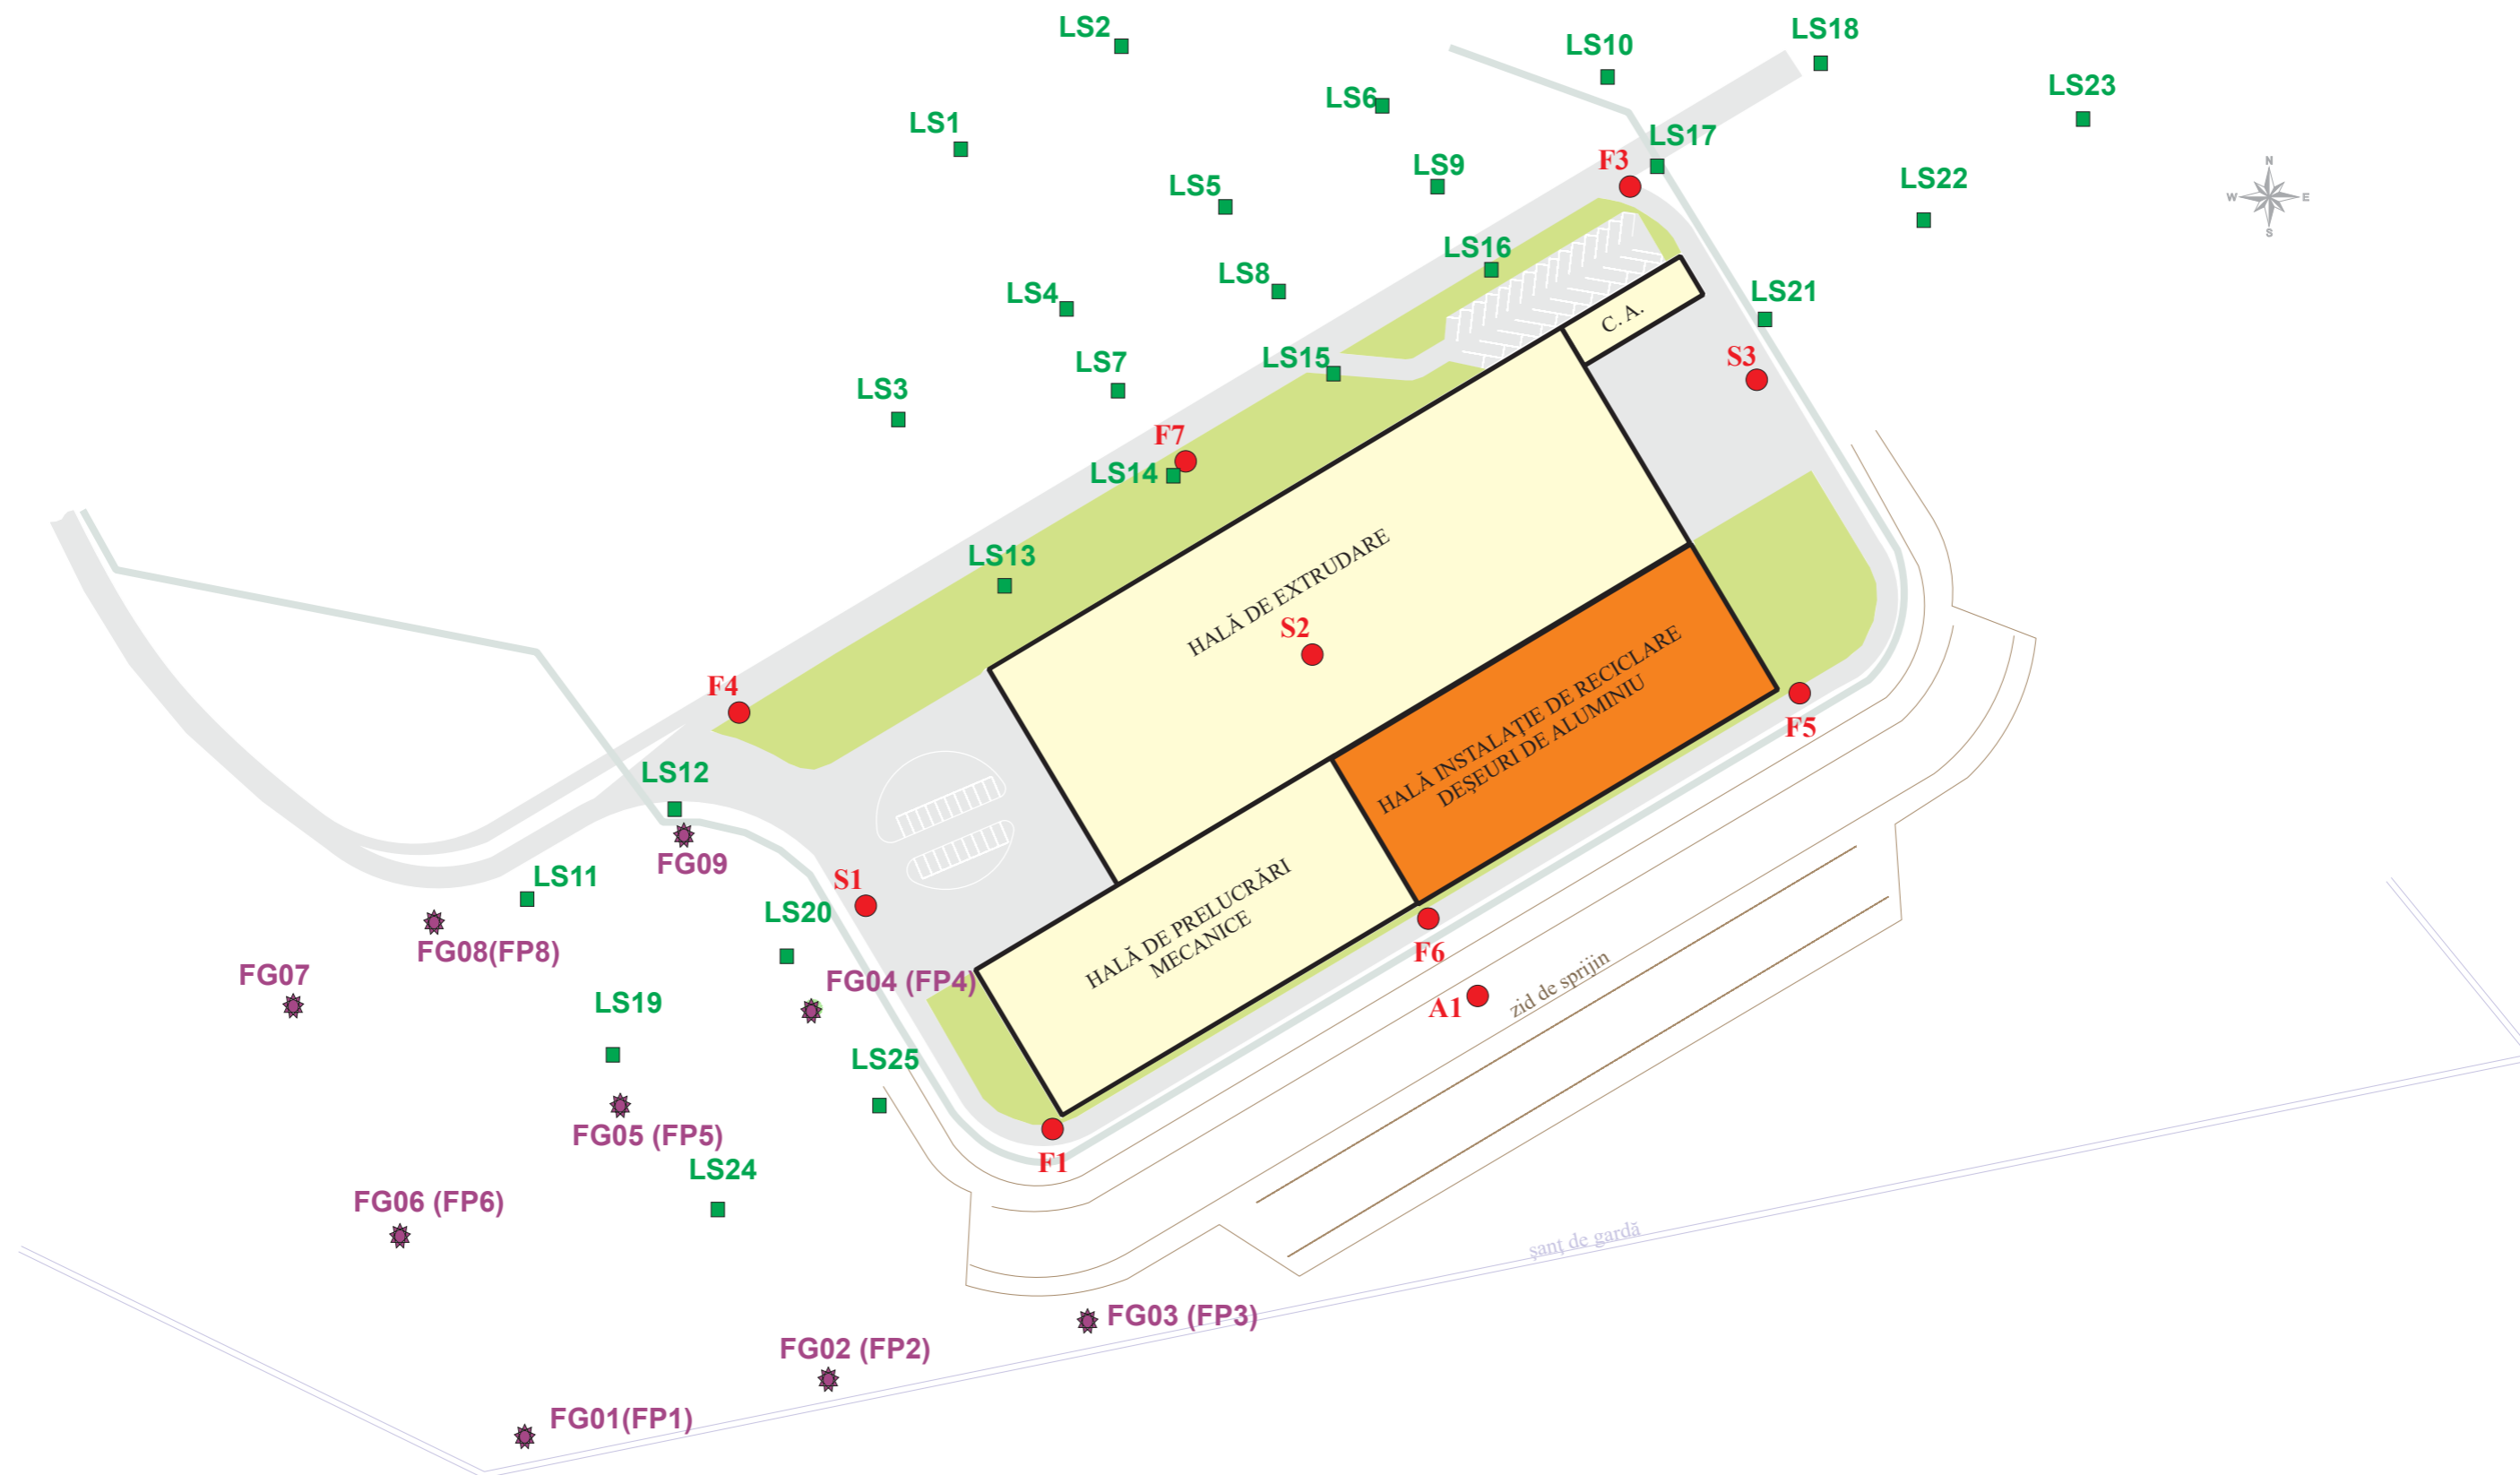 LS2
LS18
LS10
LS23
LS6
LS1
LS17
F3
N
LS9
LS22
LS5
W
E
S
LS16
LS8
LS4
LS21
C. A.
LS15
S3
LS7
LS3
F7
LS14
HALĂ DE EXTRUDARE
LS13
S2
HALĂ INSTALAȚIE DE RECICLARE
DEȘEURI DE ALUMINIU
F4
F5
LS12
FG09
LS11
S1
LS20
HALĂ DE PRELUCRĂRI
MECANICE
FG08(FP8)
F6
FG07
FG04 (FP4)
zid de sprijin
LS19
A1
LS25
FG05 (FP5)
F1
LS24
FG06 (FP6)
șanț de gardă
FG03 (FP3)
FG02 (FP2)
FG01(FP1)